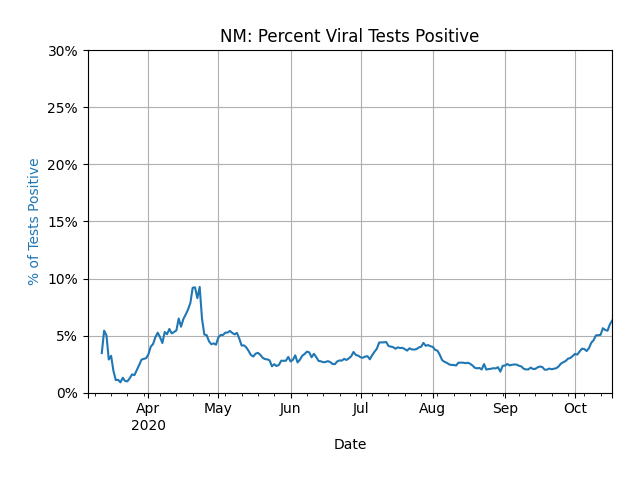 NM: Percent Viral Tests Positive
30%
25%
20%
15%
10%
5%
0%
% of Tests Positive
Apr May Jun Jul Aug Sep Oct
2020
Date